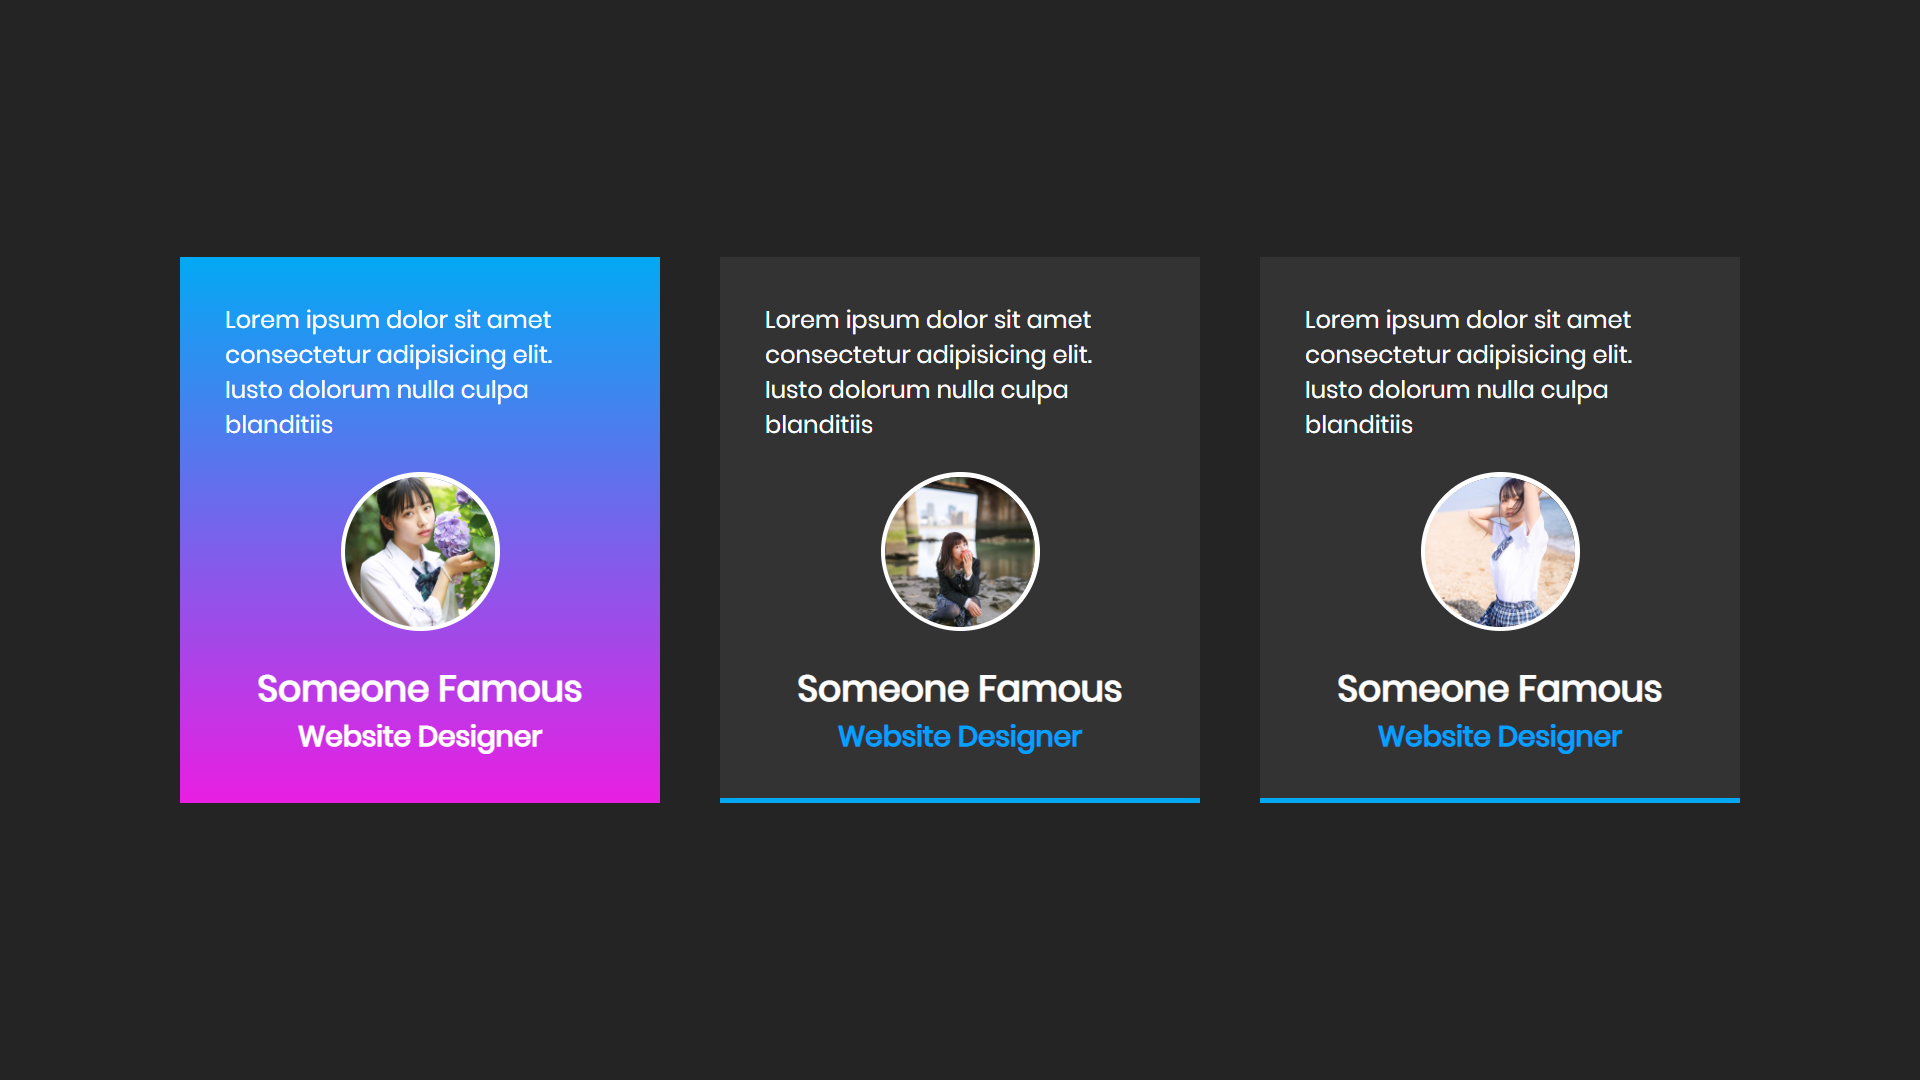 Lorem ipsum dolor sit amet
consectetur adipisicing elit.
Iusto dolorum nulla culpa
blanditiis
Someone Famous
Website Designer
Lorem ipsum dolor sit amet
consectetur adipisicing elit.
Iusto dolorum nulla culpa
blanditiis
Someone Famous
Website Designer
Lorem ipsum dolor sit amet
consectetur adipisicing elit.
Iusto dolorum nulla culpa
blanditiis
Someone Famous
Website Designer